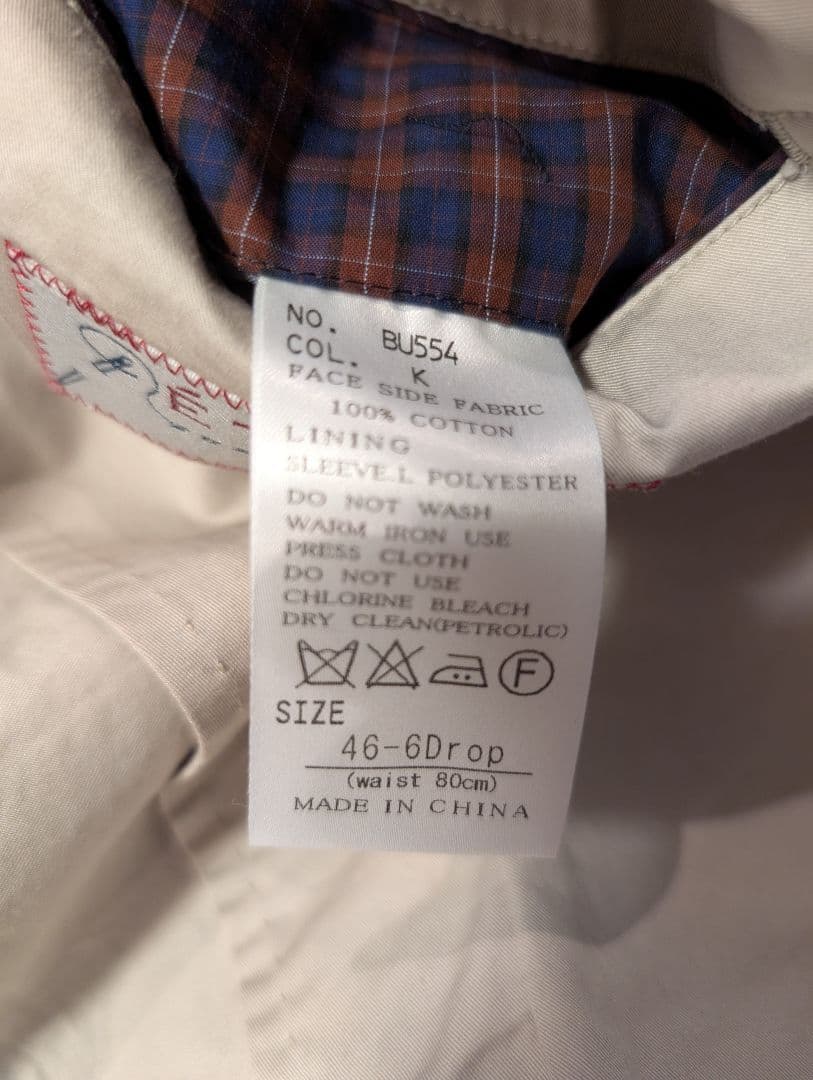 NO. BU554
COL. K
FACE SIDE FABRIC
100% COTTON
LINING
SLEEVE.L POLYESTER
DO NOT WASH
WARM IRON USE
PRESS CLOTH
DO NOT USE
CHLORINE BLEACH
DRY CLEAN(PETROLIC)
F
SIZE
46-6Drop
(waist 80cm)
MADE IN CHINA